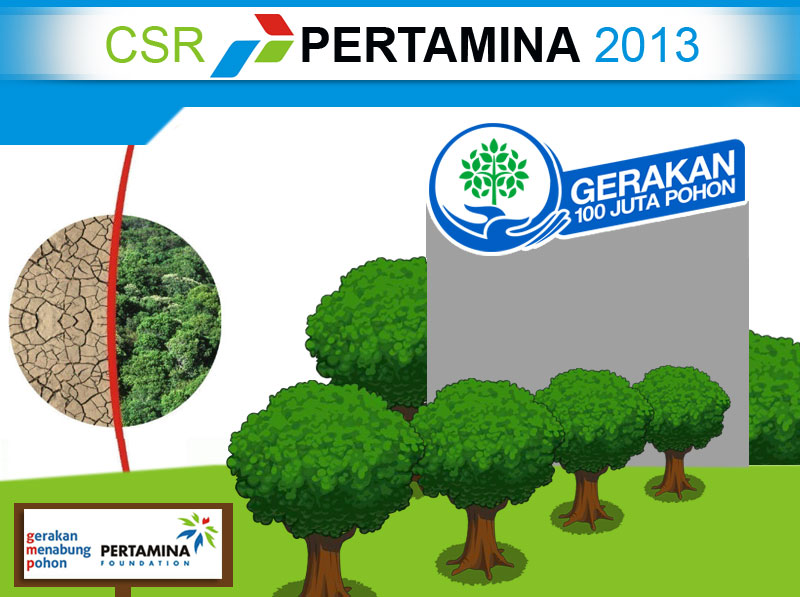 CSR PERTAMINA 2013
GERAKAN
100 JUTA POHON
gerakan
menabung
pohon
PERTAMINA
FOUNDATION